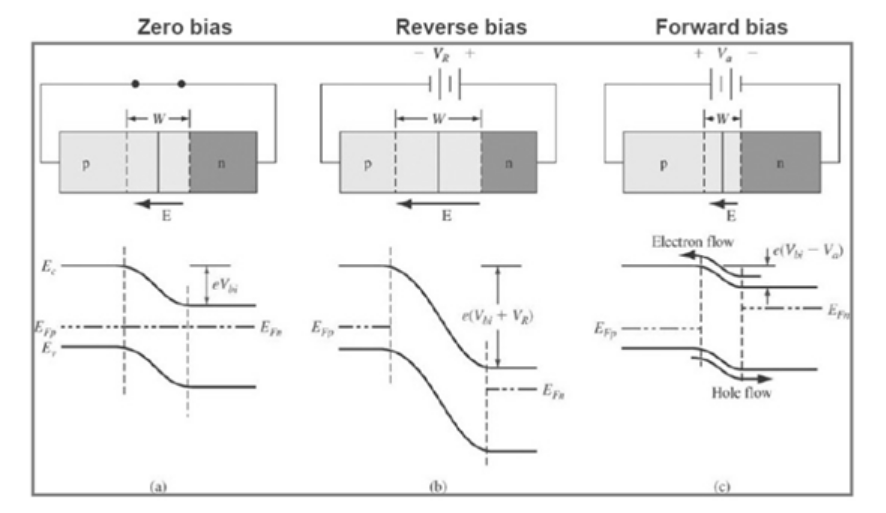 Zero bias
Reverse bias
Forward bias
− V_R +
+ V_a −
W
W
W
p
n
p
n
p
n
E
E
E
Electron flow
e(V_bi − V_a)
E_c
eV_bi
E_Fp
E_Fn
E_v
E_Fp
e(V_bi + V_R)
E_Fn
E_Fp
E_Fn
Hole flow
(a)
(b)
(c)